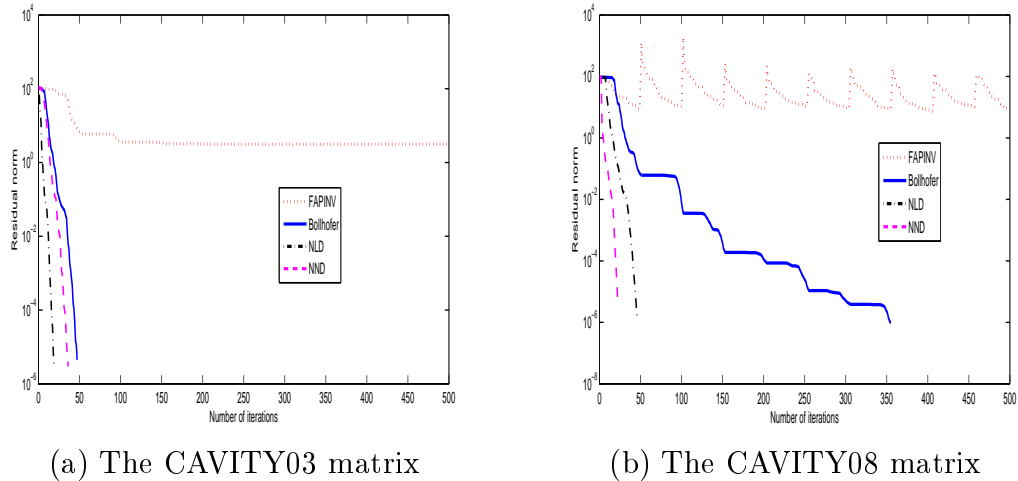 10^4
10^2
10^0
10^-2
10^-4
10^-6
Residual norm
0 50 100 150 200 250 300 350 400 450 500
Number of iterations
FAPINV
Bollhofer
NLD
NND
(a) The CAVITY03 matrix
10^4
10^2
10^0
10^-2
10^-4
10^-6
10^-8
Residual norm
0 50 100 150 200 250 300 350 400 450 500
Number of iterations
FAPINV
Bollhofer
NLD
NND
(b) The CAVITY08 matrix